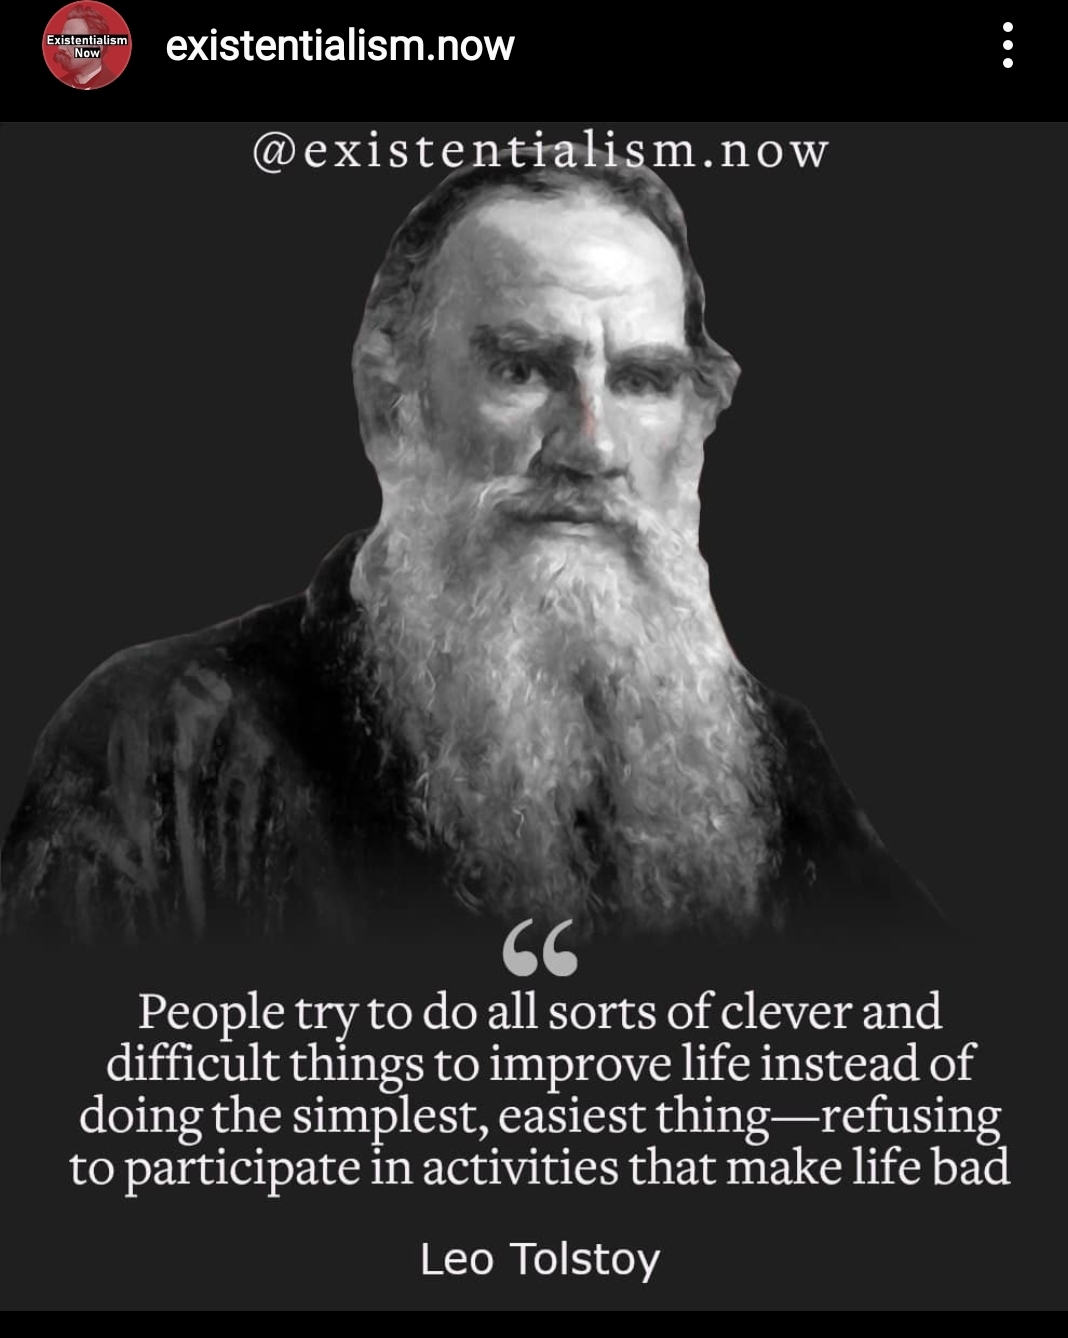 Existentialism
Now
existentialism.now
@existentialism.now
“
People try to do all sorts of clever and
difficult things to improve life instead of
doing the simplest, easiest thing—refusing
to participate in activities that make life bad
Leo Tolstoy